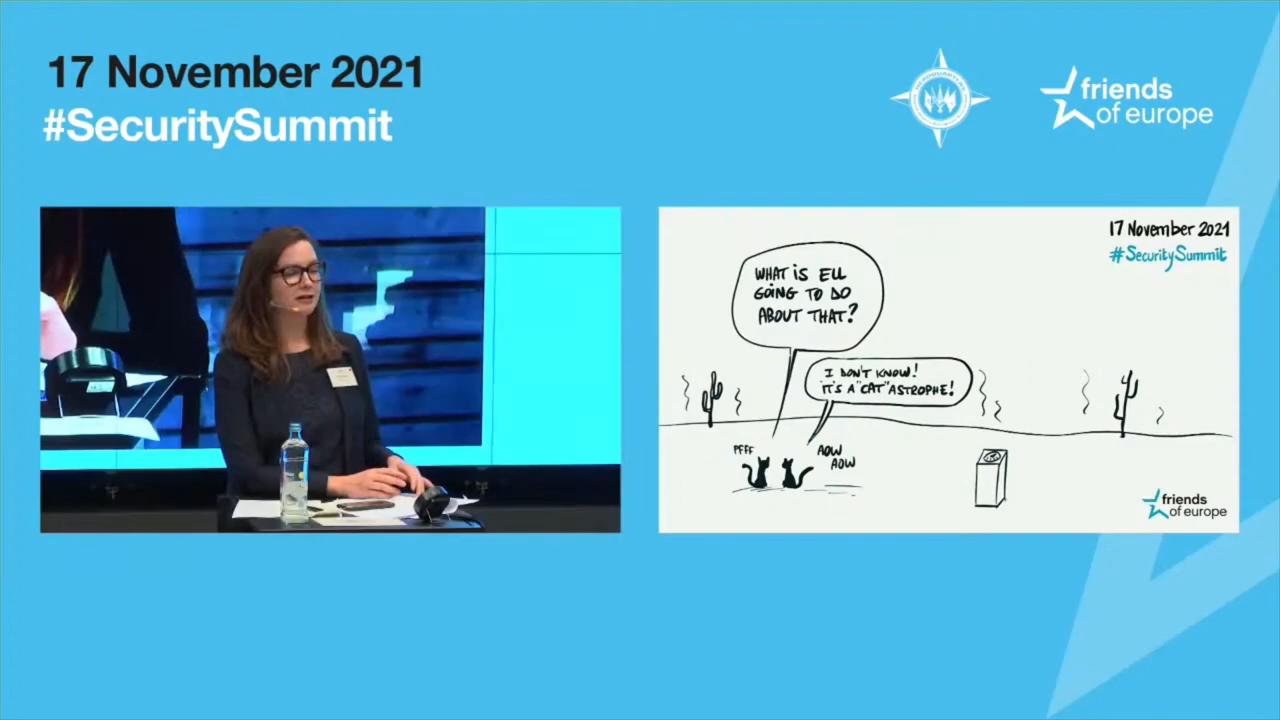 17 November 2021
#SecuritySummit
friends
of europe
17 November 2021
#SecuritySummit
WHAT IS EU
GOING TO DO
ABOUT THAT?
I DON'T KNOW!
IT'S A "CAT"ASTROPHE!
PFFF
AOW
AOW
friends
of europe